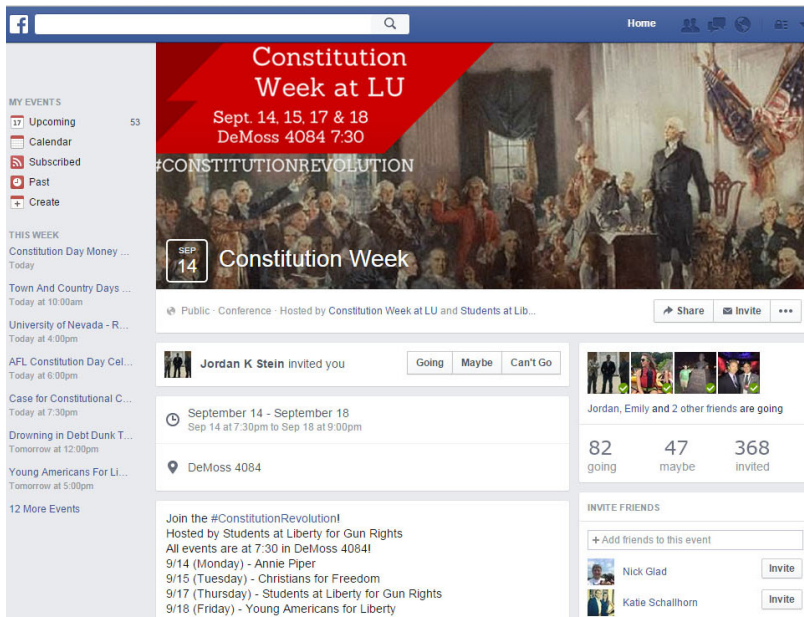 f
Home
Constitution
Week at LU
Sept. 14, 15, 17 & 18
DeMoss 4084 7:30
#CONSTITUTIONREVOLUTION
SEP
14
Constitution Week
MY EVENTS
17 Upcoming 53
Calendar
Subscribed
Past
+ Create
THIS WEEK
Constitution Day Money ...
Today
Town And Country Days ...
Today at 10:00am
University of Nevada - R...
Today at 4:00pm
AFL Constitution Day Cel...
Today at 6:00pm
Case for Constitutional C...
Today at 7:30pm
Drowning in Debt Dunk T...
Tomorrow at 12:00pm
Young Americans For Li...
Tomorrow at 5:00pm
12 More Events
Public · Conference · Hosted by Constitution Week at LU and Students at Lib...
Share
Invite
Jordan K Stein invited you
Going
Maybe
Can't Go
September 14 - September 18
Sep 14 at 7:30pm to Sep 18 at 9:00pm
DeMoss 4084
Join the #ConstitutionRevolution!
Hosted by Students at Liberty for Gun Rights
All events are at 7:30 in DeMoss 4084!
9/14 (Monday) - Annie Piper
9/15 (Tuesday) - Christians for Freedom
9/17 (Thursday) - Students at Liberty for Gun Rights
9/18 (Friday) - Young Americans for Liberty
Jordan, Emily and 2 other friends are going
82 47 368
going maybe invited
INVITE FRIENDS
+ Add friends to this event
Nick Glad
Invite
Katie Schallhorn
Invite